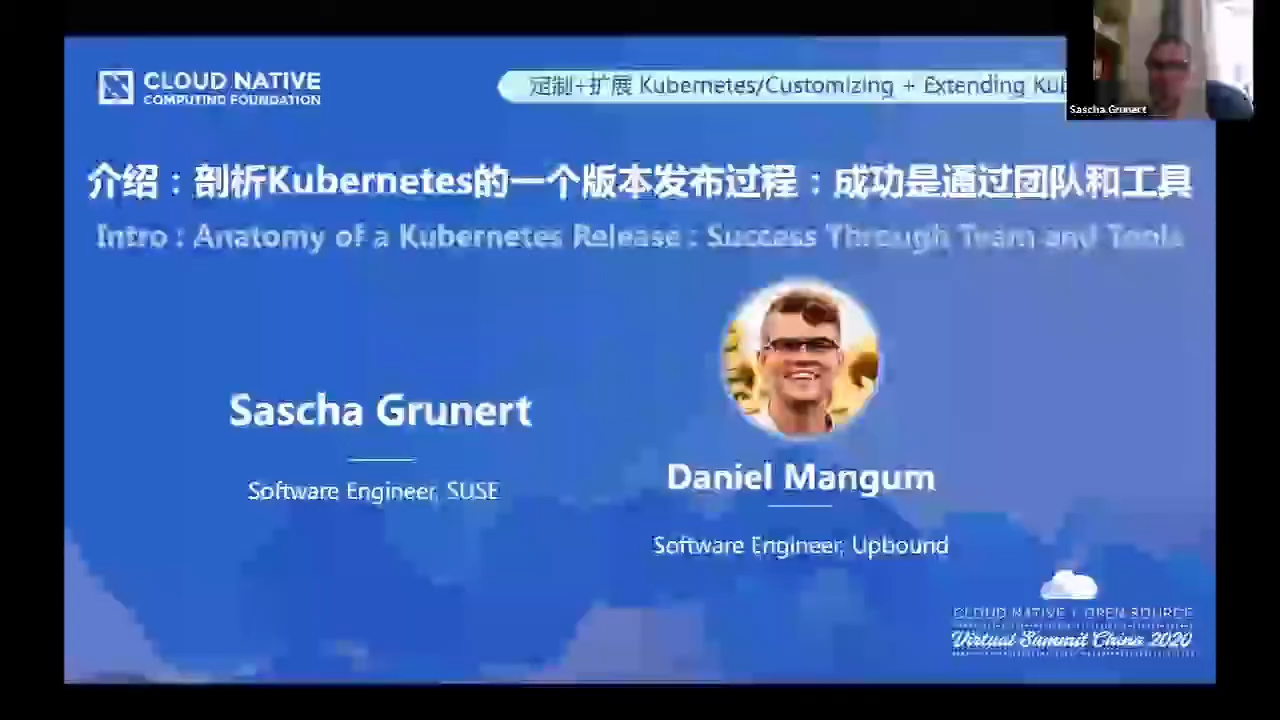 CLOUD NATIVE
COMPUTING FOUNDATION
定制+扩展 Kubernetes/Customizing + Extending
Sascha Grunert
介绍：剖析Kubernetes的一个版本发布过程：成功是通过团队和工具
Intro : Anatomy of a Kubernetes Release : Success Through Team and Tools
Sascha Grunert
Software Engineer, SUSE
Daniel Mangum
Software Engineer, Upbound
CLOUD NATIVE + OPEN SOURCE
Virtual Summit China 2020